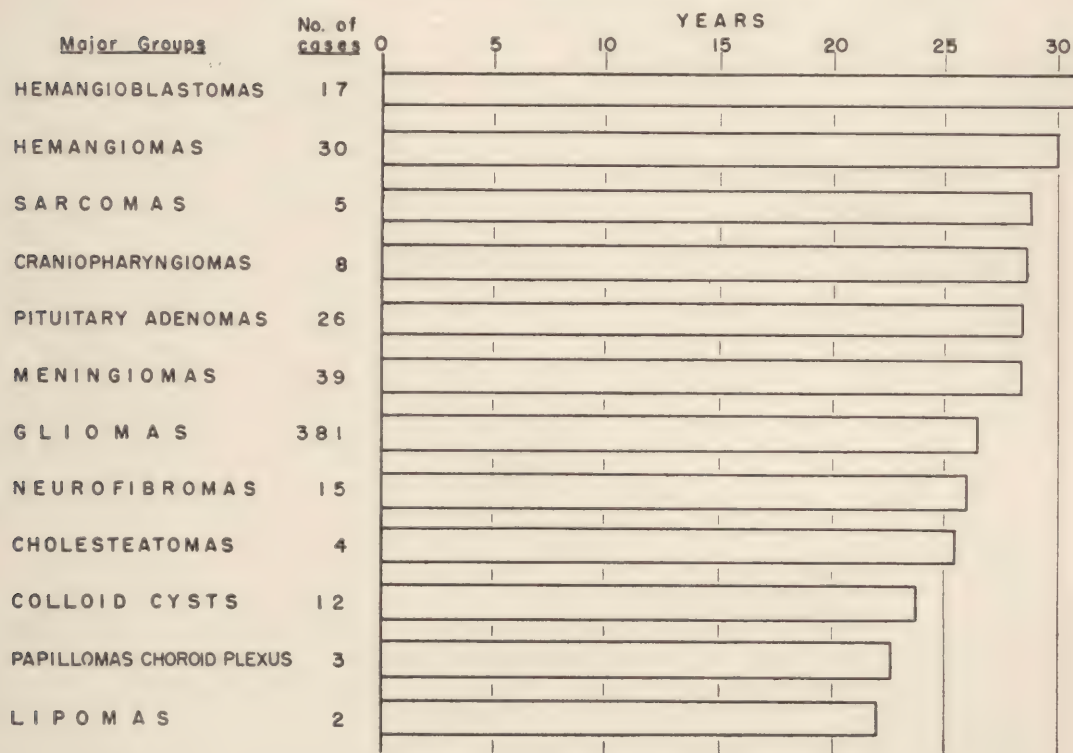 YEARS
No. of
Major Groups cases 0 5 10 15 20 25 30
HEMANGIOBLASTOMAS 17
HEMANGIOMAS 30
SARCOMAS 5
CRANIOPHARYNGIOMAS 8
PITUITARY ADENOMAS 26
MENINGIOMAS 39
GLIOMAS 381
NEUROFIBROMAS 15
CHOLESTEATOMAS 4
COLLOID CYSTS 12
PAPILLOMAS CHOROID PLEXUS 3
LIPOMAS 2